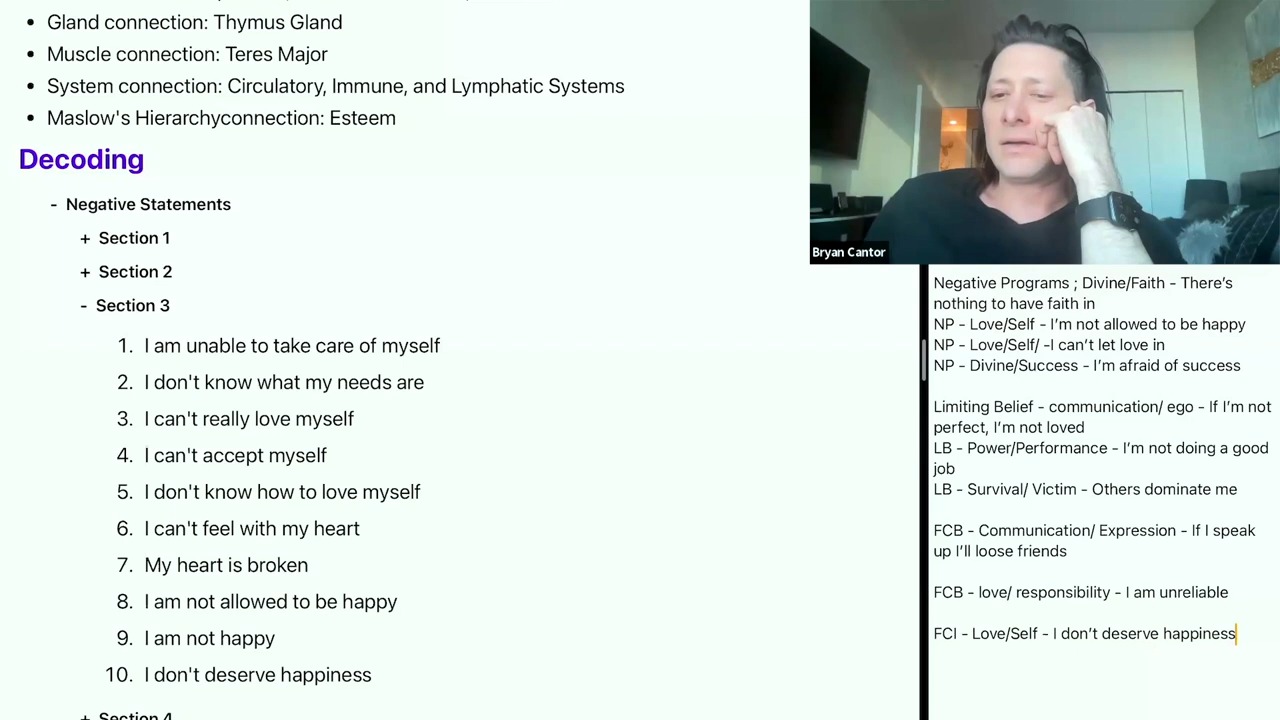 • Gland connection: Thymus Gland
• Muscle connection: Teres Major
• System connection: Circulatory, Immune, and Lymphatic Systems
• Maslow's Hierarchyconnection: Esteem
Decoding
- Negative Statements
+ Section 1
+ Section 2
- Section 3
1. I am unable to take care of myself
2. I don't know what my needs are
3. I can't really love myself
4. I can't accept myself
5. I don't know how to love myself
6. I can't feel with my heart
7. My heart is broken
8. I am not allowed to be happy
9. I am not happy
10. I don't deserve happiness
+ Section 4
Bryan Cantor
Negative Programs ; Divine/Faith - There's
nothing to have faith in
NP - Love/Self - I'm not allowed to be happy
NP - Love/Self/ -I can't let love in
NP - Divine/Success - I'm afraid of success
Limiting Belief - communication/ ego - If I'm not
perfect, I'm not loved
LB - Power/Performance - I'm not doing a good
job
LB - Survival/ Victim - Others dominate me
FCB - Communication/ Expression - If I speak
up I'll loose friends
FCB - love/ responsibility - I am unreliable
FCI - Love/Self - I don't deserve happiness